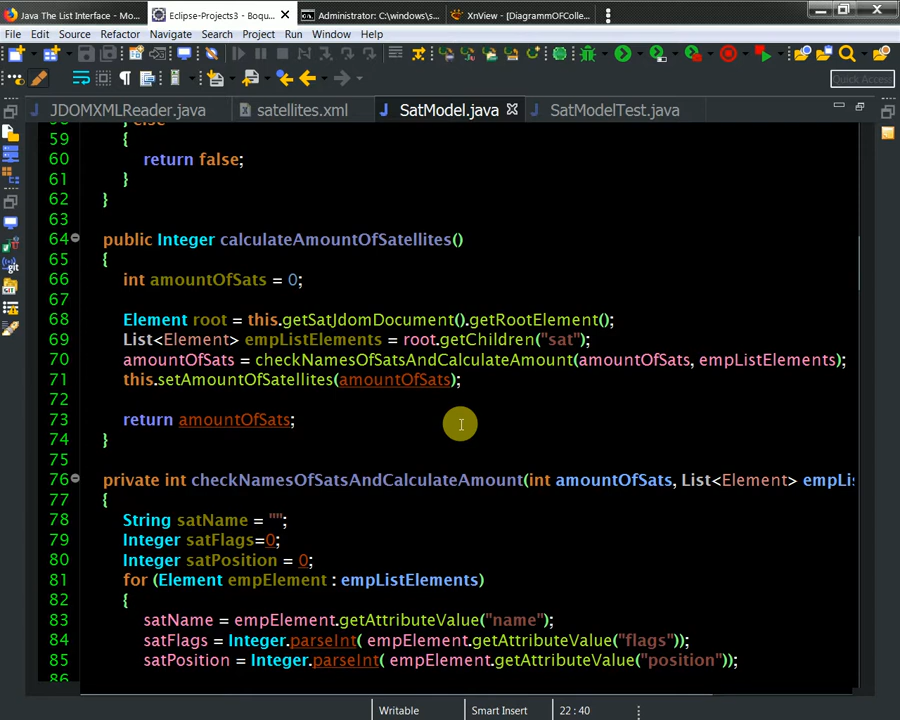 Java The List Interface - Mo...
Eclipse-Projects3 - Boqu...
Administrator: C:\windows\s...
XnView - [DiagrammOfColle...
File Edit Source Refactor Navigate Search Project Run Window Help
Quick Access
JDOMXMLReader.java
satellites.xml
SatModel.java
SatModelTest.java
59 {
60 return false;
61 }
62 }
63
64 public Integer calculateAmountOfSatellites()
65 {
66 int amountOfSats = 0;
67
68 Element root = this.getSatJdomDocument().getRootElement();
69 List<Element> empListElements = root.getChildren("sat");
70 amountOfSats = checkNamesOfSatsAndCalculateAmount(amountOfSats, empListElements);
71 this.setAmountOfSatellites(amountOfSats);
72
73 return amountOfSats;
74 }
75
76 private int checkNamesOfSatsAndCalculateAmount(int amountOfSats, List<Element> empLi
77 {
78 String satName = "";
79 Integer satFlags=0;
80 Integer satPosition = 0;
81 for (Element empElement : empListElements)
82 {
83 satName = empElement.getAttributeValue("name");
84 satFlags = Integer.parseInt( empElement.getAttributeValue("flags"));
85 satPosition = Integer.parseInt( empElement.getAttributeValue("position"));
86
Writable
Smart Insert
22 : 40